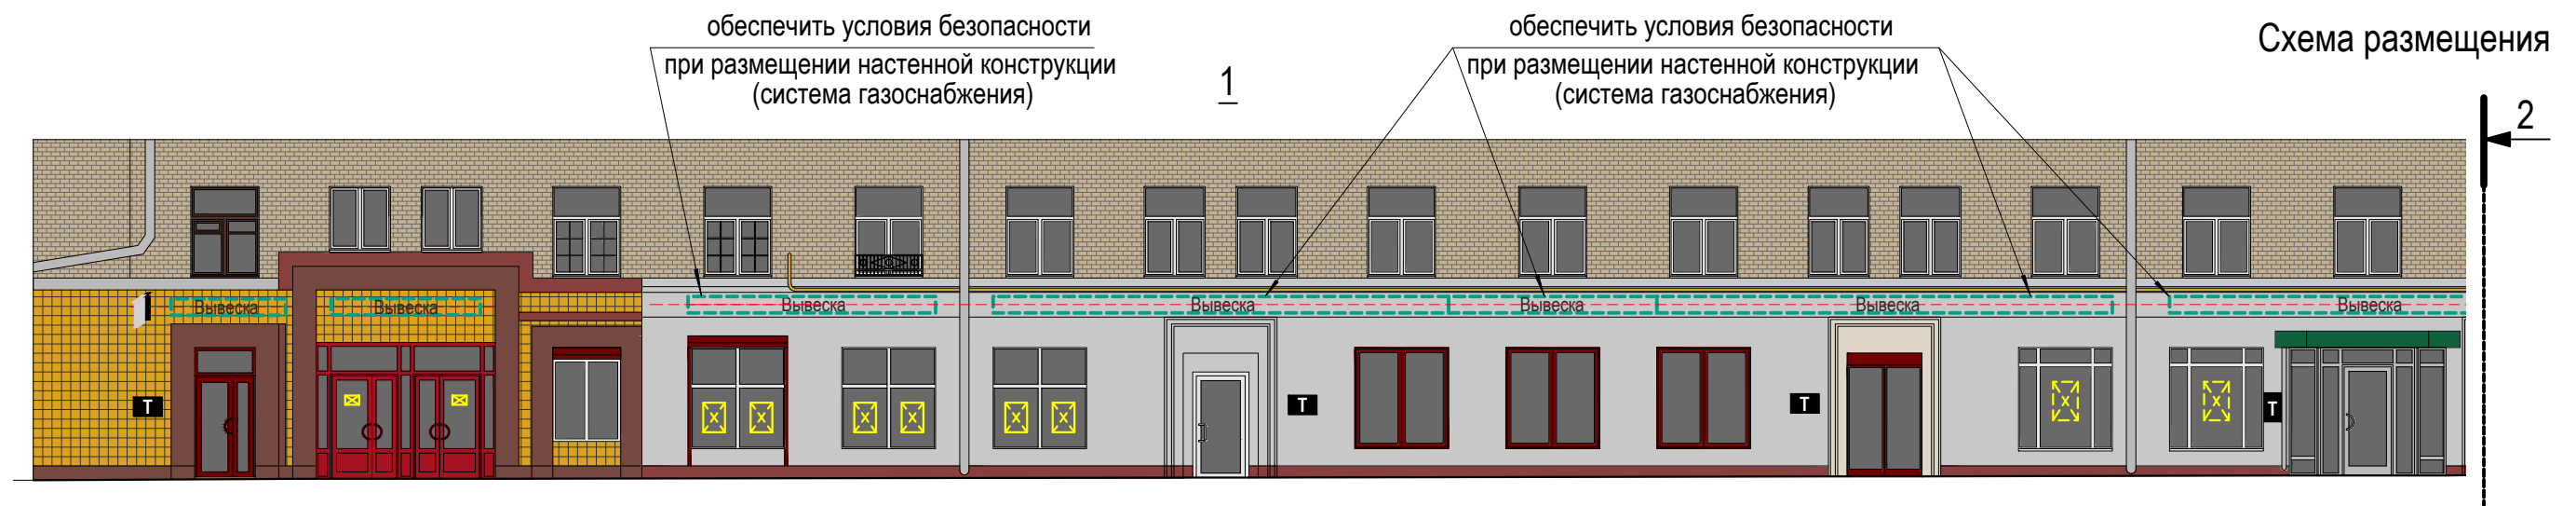 обеспечить условия безопасности
при размещении настенной конструкции
(система газоснабжения)
1
обеспечить условия безопасности
при размещении настенной конструкции
(система газоснабжения)
Схема размещения
2
Вывеска
Вывеска
Вывеска
Вывеска
Вывеска
Вывеска
Вывеска
Т
Т
Т
Т
х
х
х
х
х
х
х
х